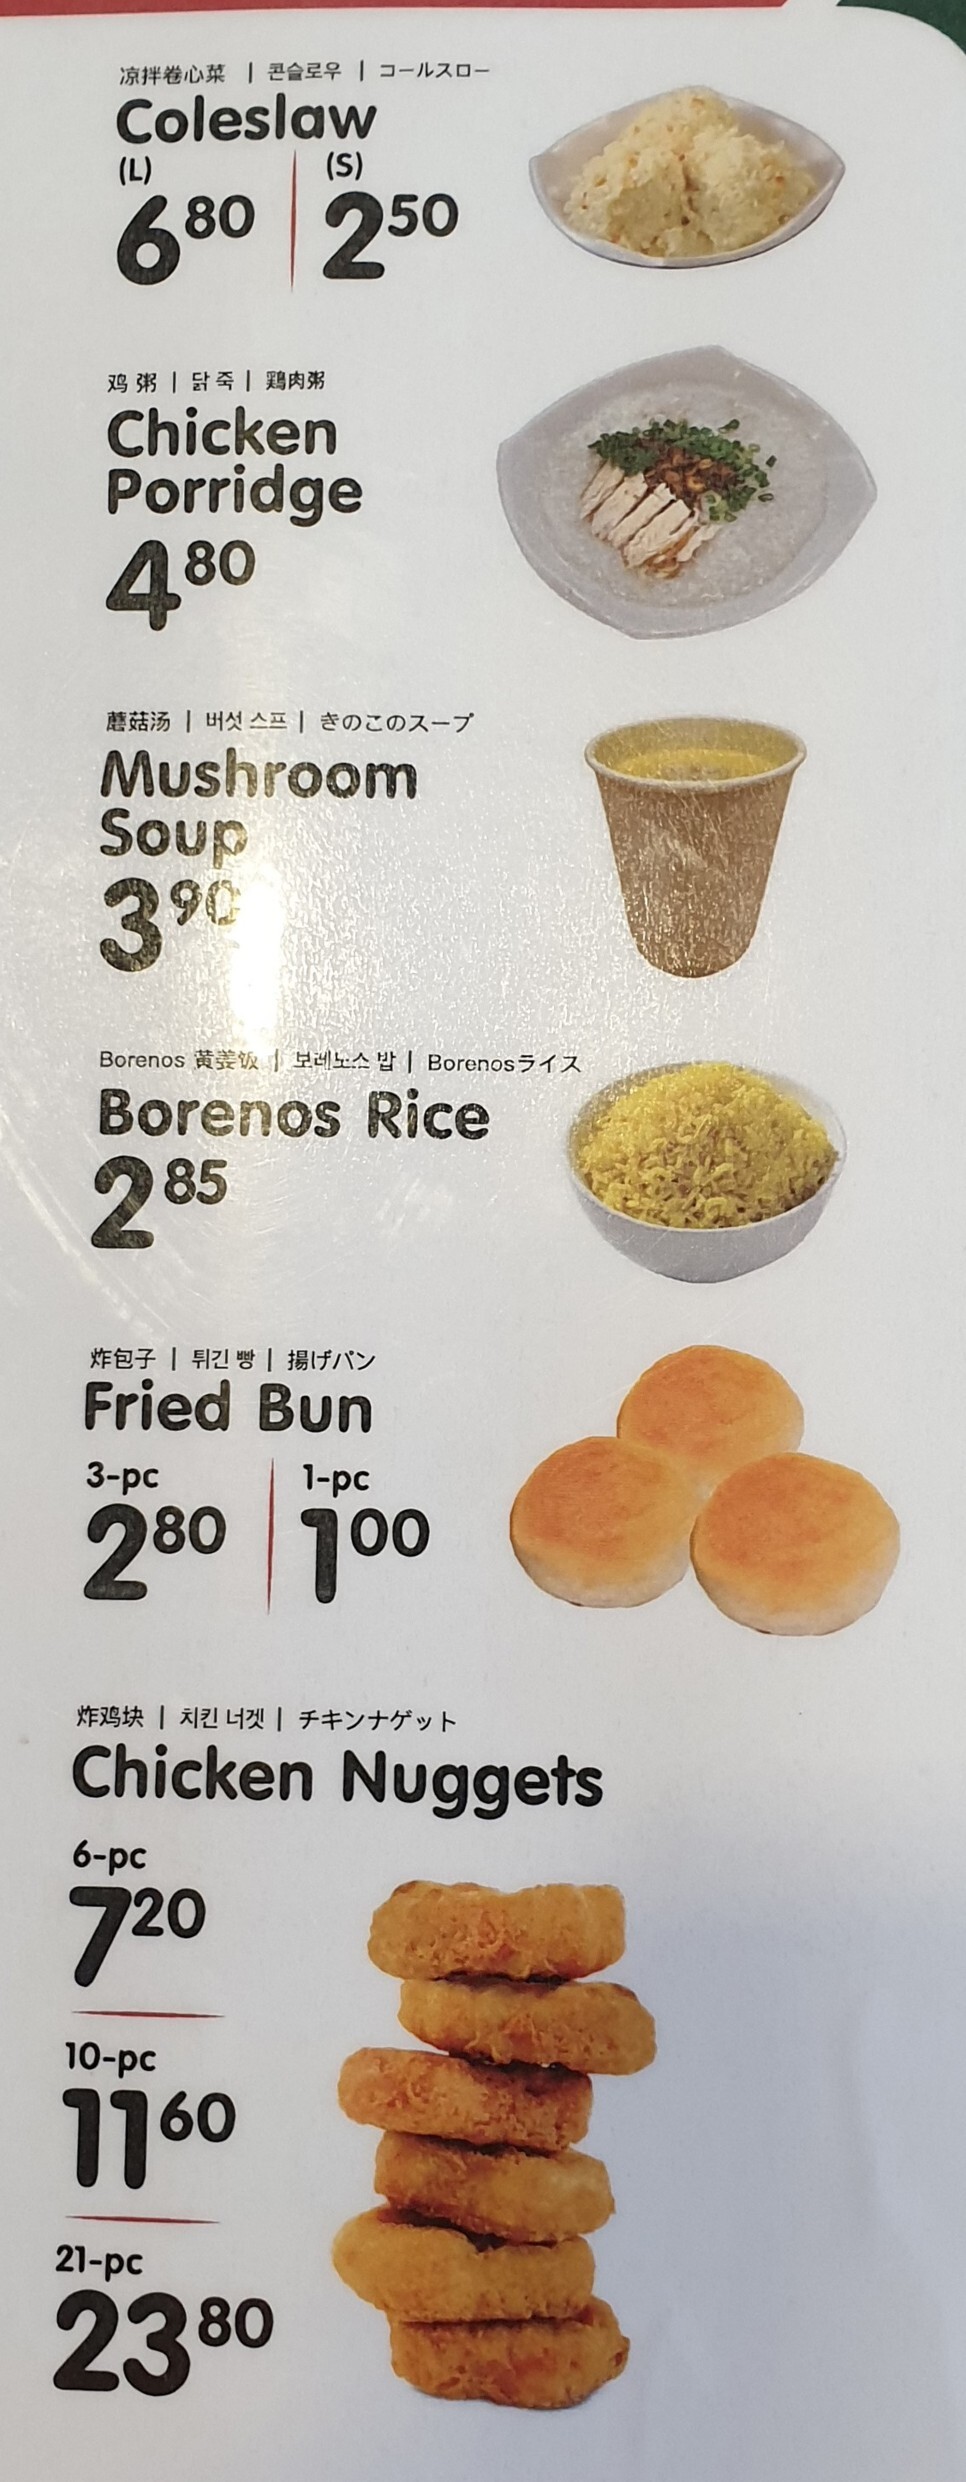 凉拌卷心菜 | 콘슬로우 | コールスロー
Coleslaw
(L) (S)
6 80 | 2 50
鸡 粥 | 닭 죽 | 鶏肉粥
Chicken
Porridge
4 80
蘑菇汤 | 버섯 스프 | きのこのスープ
Mushroom
Soup
3 90
Borenos 黄姜饭 | 보레노스 밥 | Borenosライス
Borenos Rice
2 85
炸包子 | 튀긴 빵 | 揚げパン
Fried Bun
3-pc 1-pc
2 80 | 1 00
炸鸡块 | 치킨 너겟 | チキンナゲット
Chicken Nuggets
6-pc
7 20
10-pc
11 60
21-pc
23 80